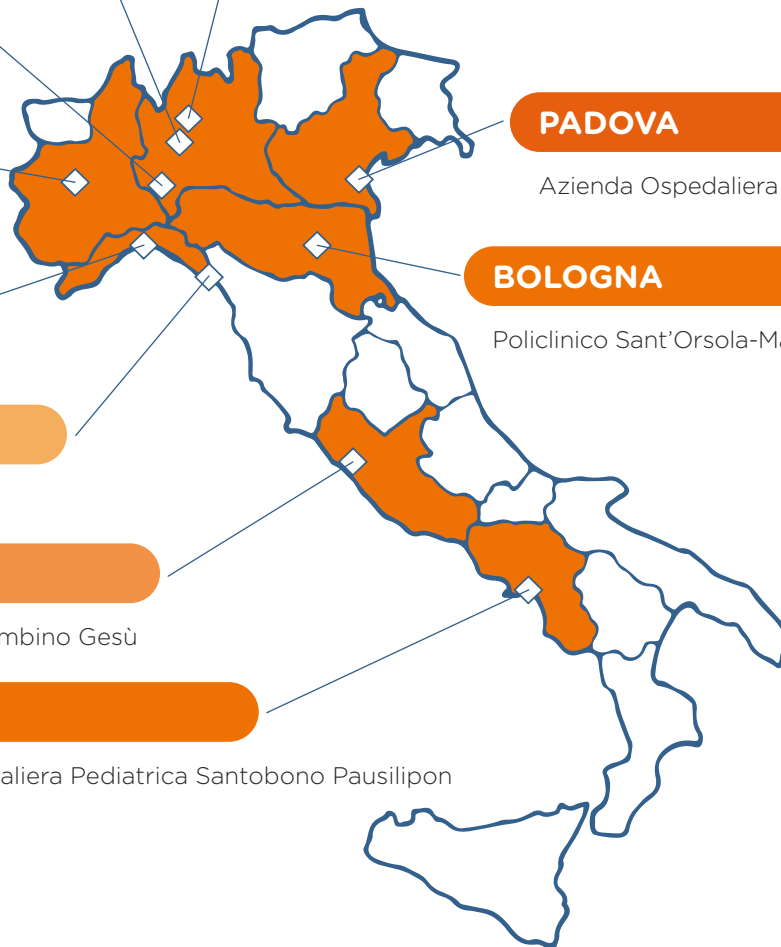 PADOVA
Azienda Ospedaliera
BOLOGNA
Policlinico Sant'Orsola-Ma
mbino Gesù
aliera Pediatrica Santobono Pausilipon